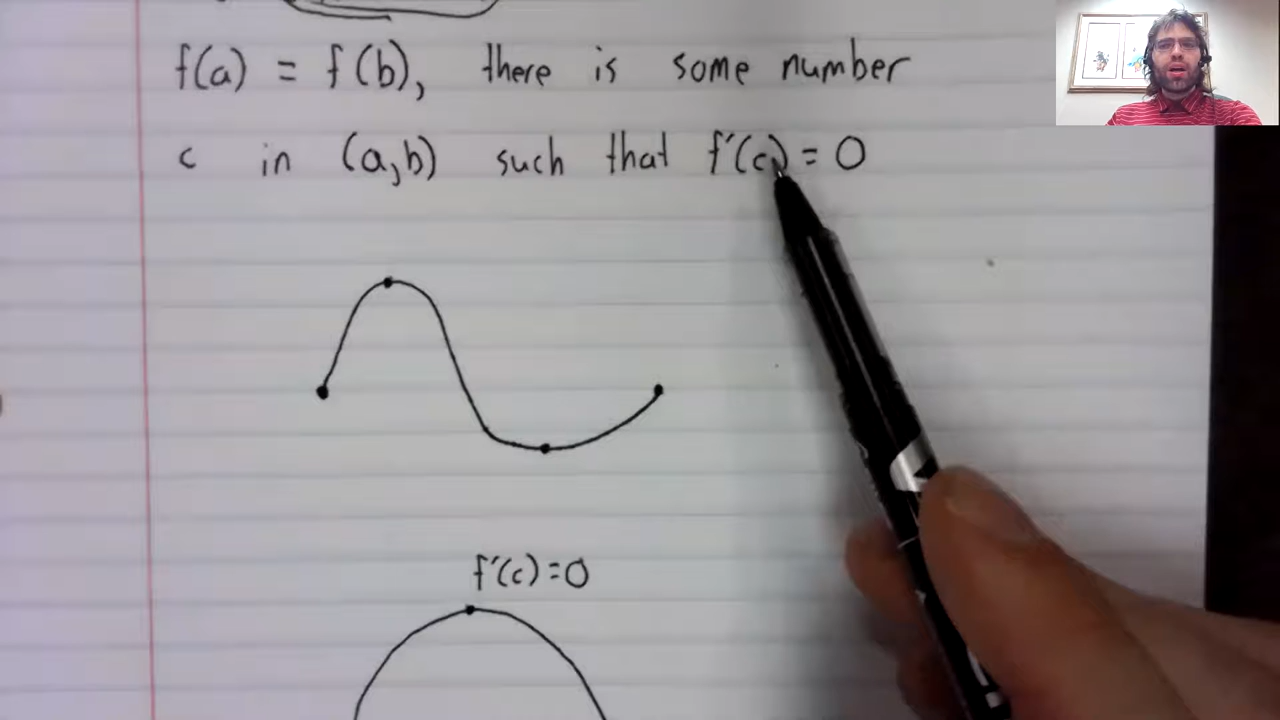 f(a) = f(b), there is some number
c in (a,b) such that f'(c) = 0
f'(c) = 0